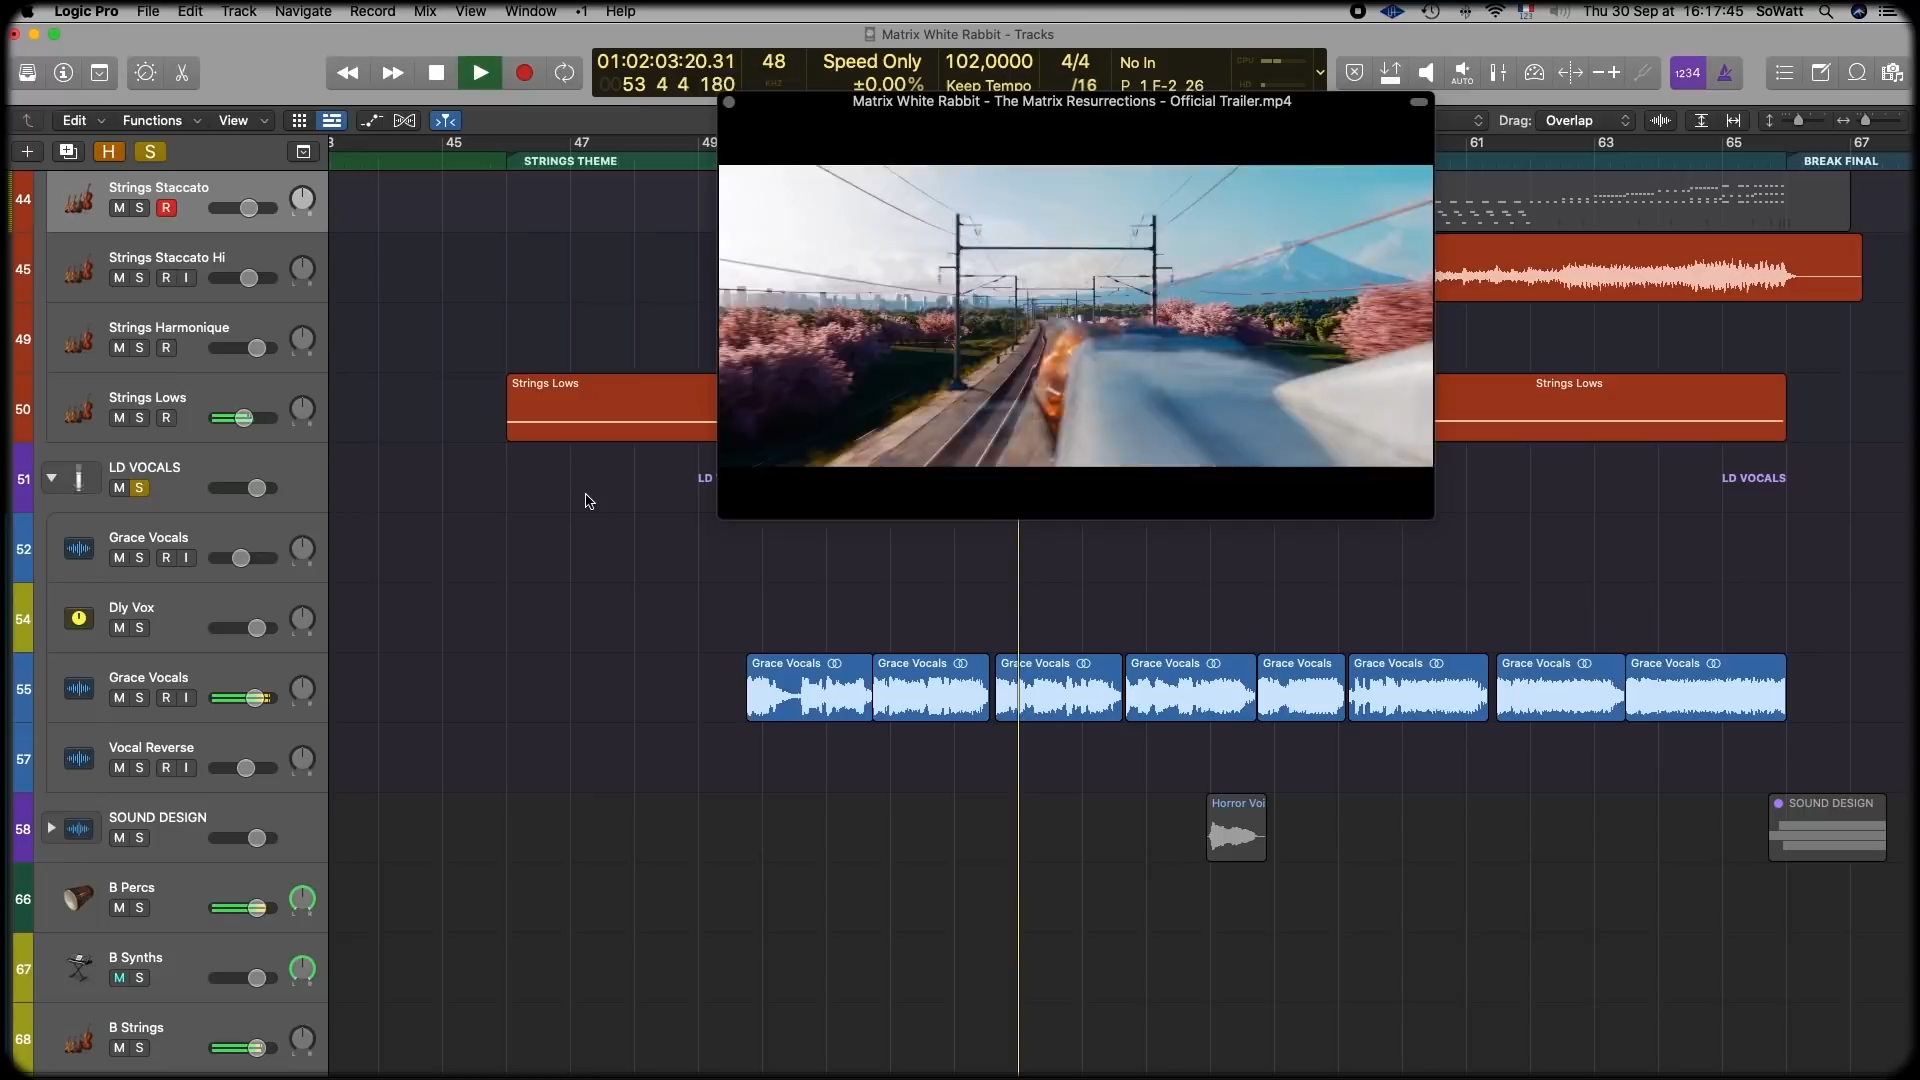 Logic Pro File Edit Track Navigate Record Mix View Window 1 Help Thu 30 Sep at 16:17:45 SoWatt
Matrix White Rabbit - Tracks
01:02:03:20.31 48 Speed Only 102,0000 4/4 No In CPU
0053 4 4 180 KHZ ±0.00% Keep Tempo /16 P 1 F-2 26 HD
AUTO 1234
Matrix White Rabbit - The Matrix Resurrections - Official Trailer.mp4
Edit Functions View Drag: Overlap
H S
45 47 49 61 63 65 67
STRINGS THEME BREAK FINAL
44 Strings Staccato
M S R
45 Strings Staccato Hi
M S R I
49 Strings Harmonique
M S R
50 Strings Lows
M S R
Strings Lows Strings Lows
51 LD VOCALS
M S
LD LD VOCALS
52 Grace Vocals
M S R I
54 Dly Vox
M S
55 Grace Vocals
M S R I
Grace Vocals Grace Vocals Grace Vocals Grace Vocals Grace Vocals Grace Vocals Grace Vocals Grace Vocals
57 Vocal Reverse
M S R I
58 SOUND DESIGN
M S
Horror Voi SOUND DESIGN
66 B Percs
M S
67 B Synths
M S
68 B Strings
M S